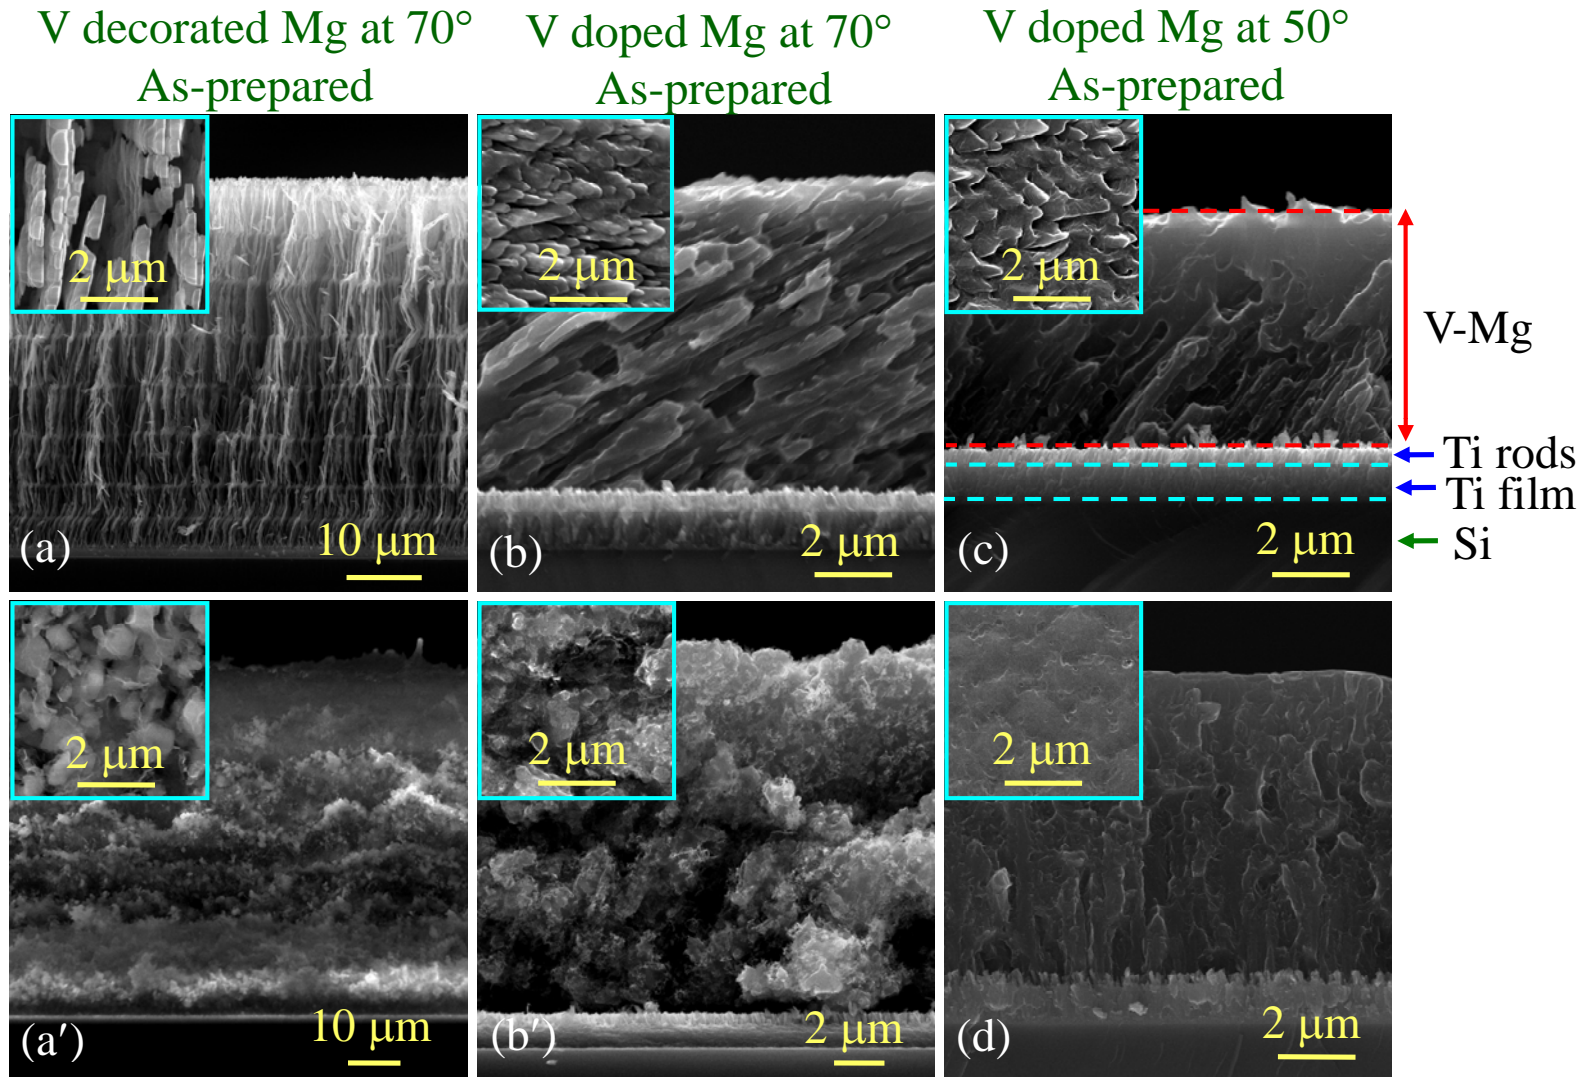 V decorated Mg at 70°
As-prepared
V doped Mg at 70°
As-prepared
V doped Mg at 50°
As-prepared
2 μm
10 μm
(a)
2 μm
2 μm
(b)
2 μm
2 μm
(c)
V-Mg
Ti rods
Ti film
Si
2 μm
10 μm
(a′)
2 μm
2 μm
(b′)
2 μm
2 μm
(d)